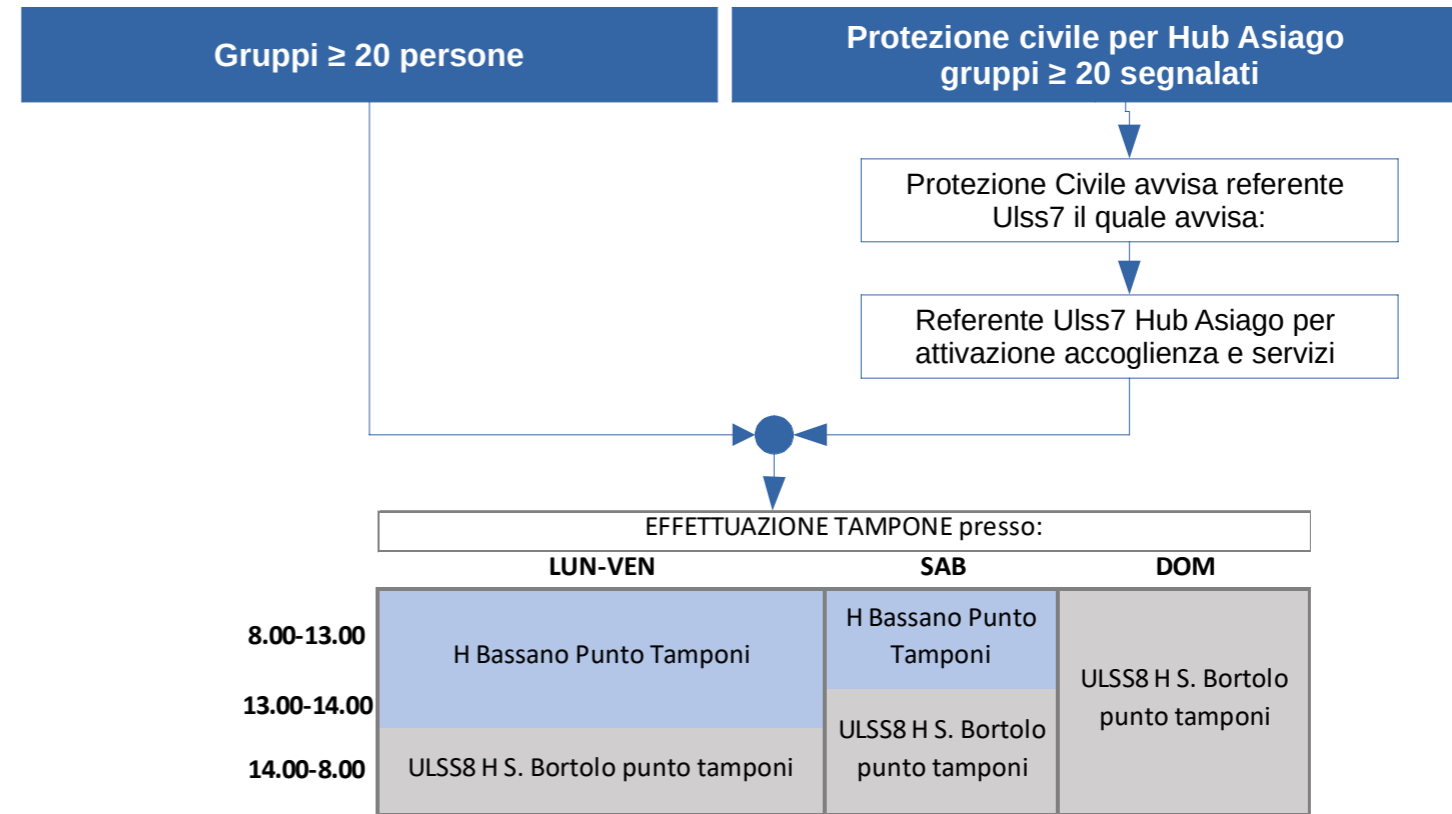 Gruppi ≥ 20 persone
Protezione civile per Hub Asiago
gruppi ≥ 20 segnalati
Protezione Civile avvisa referente
Ulss7 il quale avvisa:
Referente Ulss7 Hub Asiago per
attivazione accoglienza e servizi
EFFETTUAZIONE TAMPONE presso:
LUN-VEN SAB DOM
8.00-13.00
13.00-14.00
14.00-8.00
H Bassano Punto Tamponi
ULSS8 H S. Bortolo punto tamponi
H Bassano Punto
Tamponi
ULSS8 H S. Bortolo
punto tamponi
ULSS8 H S. Bortolo
punto tamponi